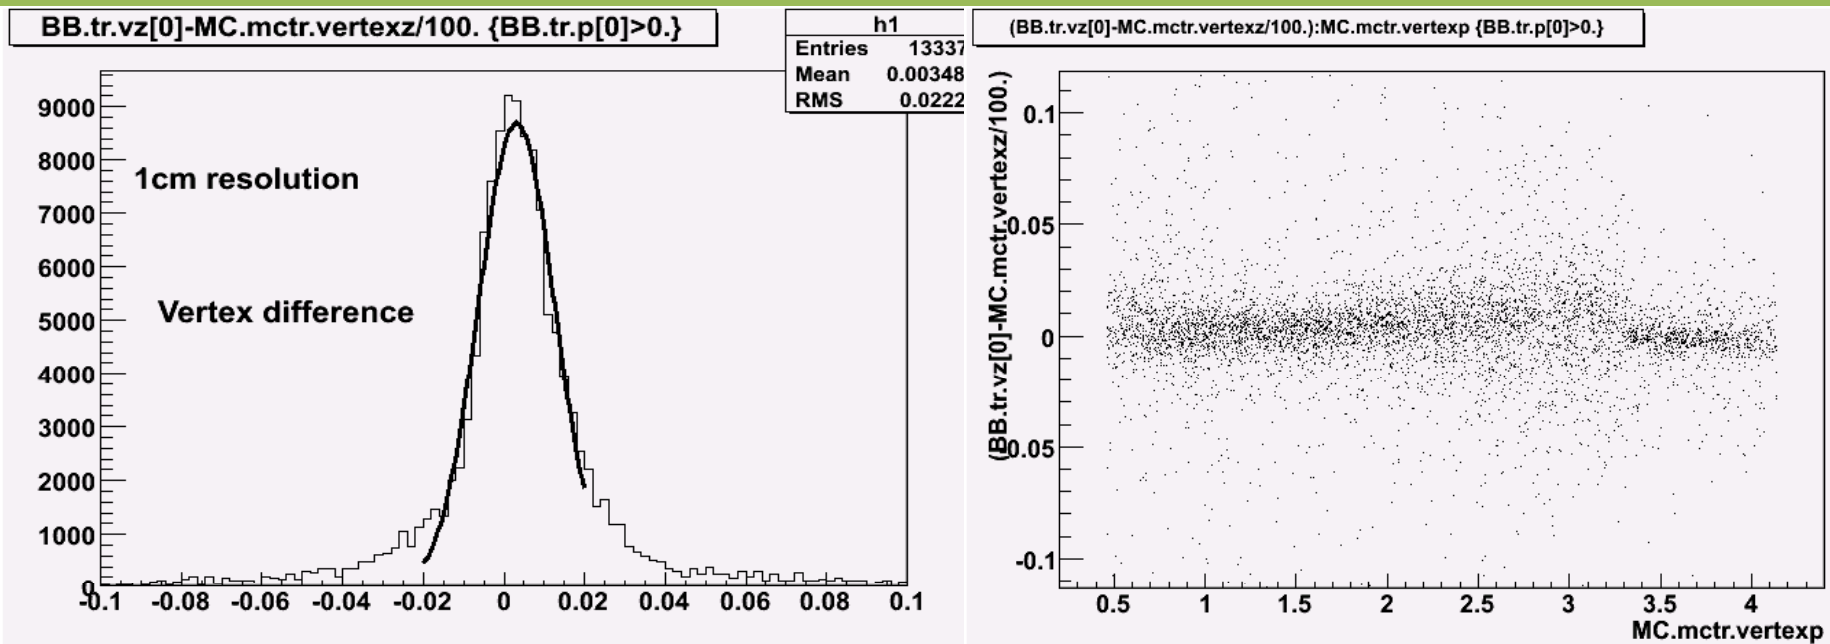 BB.tr.vz[0]-MC.mctr.vertexz/100. {BB.tr.p[0]>0.}
h1
Entries 13337
Mean 0.00348
RMS 0.0222
9000
8000
7000
6000
5000
4000
3000
2000
1000
0
1cm resolution
Vertex difference
-0.1 -0.08 -0.06 -0.04 -0.02 0 0.02 0.04 0.06 0.08 0.1
(BB.tr.vz[0]-MC.mctr.vertexz/100.):MC.mctr.vertexp {BB.tr.p[0]>0.}
(BB.tr.vz[0]-MC.mctr.vertexz/100.)
0.1
0.05
0
0.05
-0.1
0.5 1 1.5 2 2.5 3 3.5 4
MC.mctr.vertexp